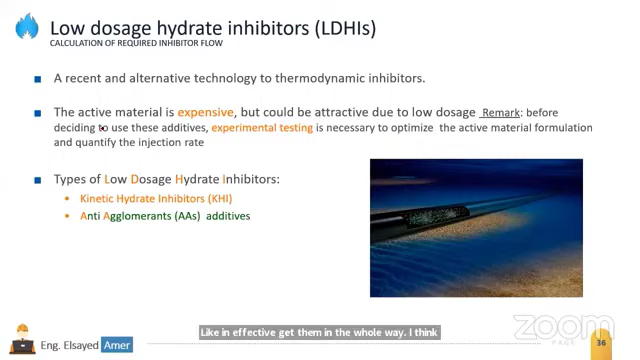 Low dosage hydrate inhibitors (LDHIs)
CALCULATION OF REQUIRED INHIBITOR FLOW
A recent and alternative technology to thermodynamic inhibitors.
The active material is expensive, but could be attractive due to low dosage Remark: before
deciding to use these additives, experimental testing is necessary to optimize the active material formulation
and quantify the injection rate
Types of Low Dosage Hydrate Inhibitors:
Kinetic Hydrate Inhibitors (KHI)
Anti Agglomerants (AAs) additives
Like in effective get them in the whole way. I think
Eng. Elsayed Amer
zoom
PAGE
36